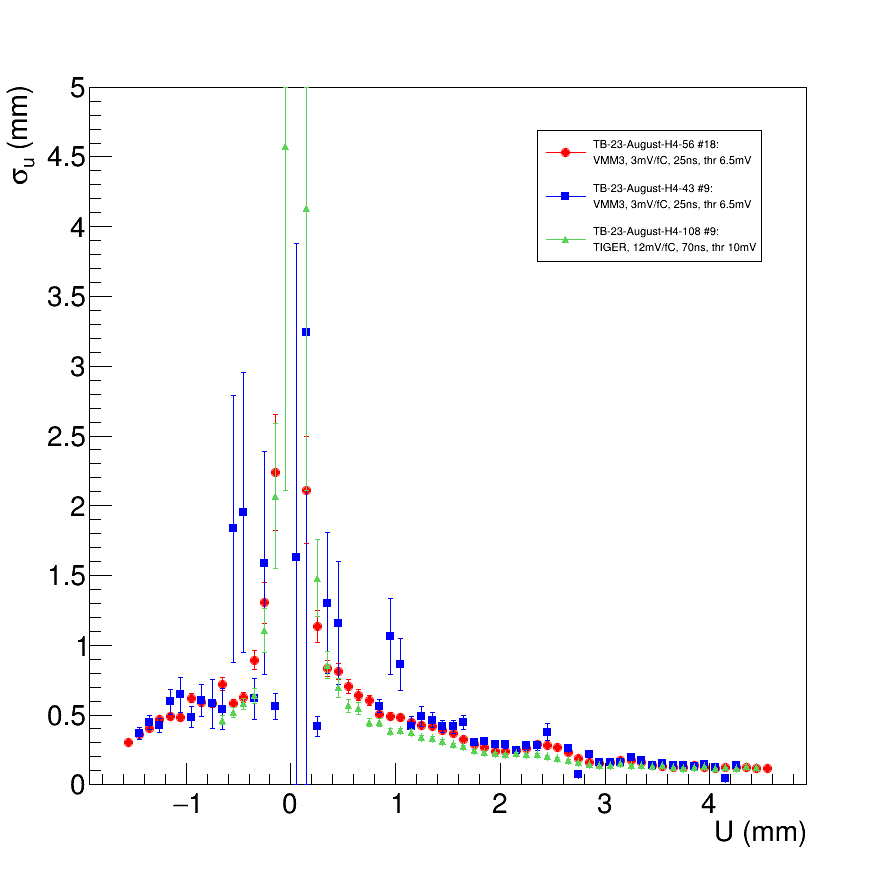 5
σu (mm)
4.5
4
3.5
3
2.5
2
1.5
1
0.5
0
−1 0 1 2 3 4
U (mm)
TB-23-August-H4-56 #18:
VMM3, 3mV/fC, 25ns, thr 6.5mV
TB-23-August-H4-43 #9:
VMM3, 3mV/fC, 25ns, thr 6.5mV
TB-23-August-H4-108 #9:
TIGER, 12mV/fC, 70ns, thr 10mV